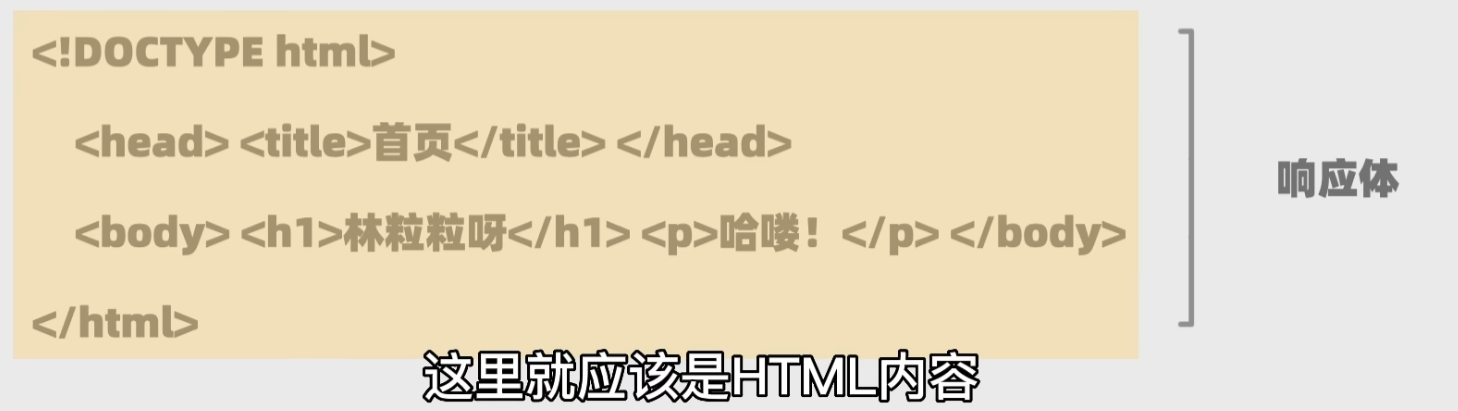 <!DOCTYPE html>
<head> <title>首页</title> </head>
<body> <h1>林粒粒呀</h1> <p>哈喽！</p> </body>
</html>
响应体
这里就应该是HTML内容